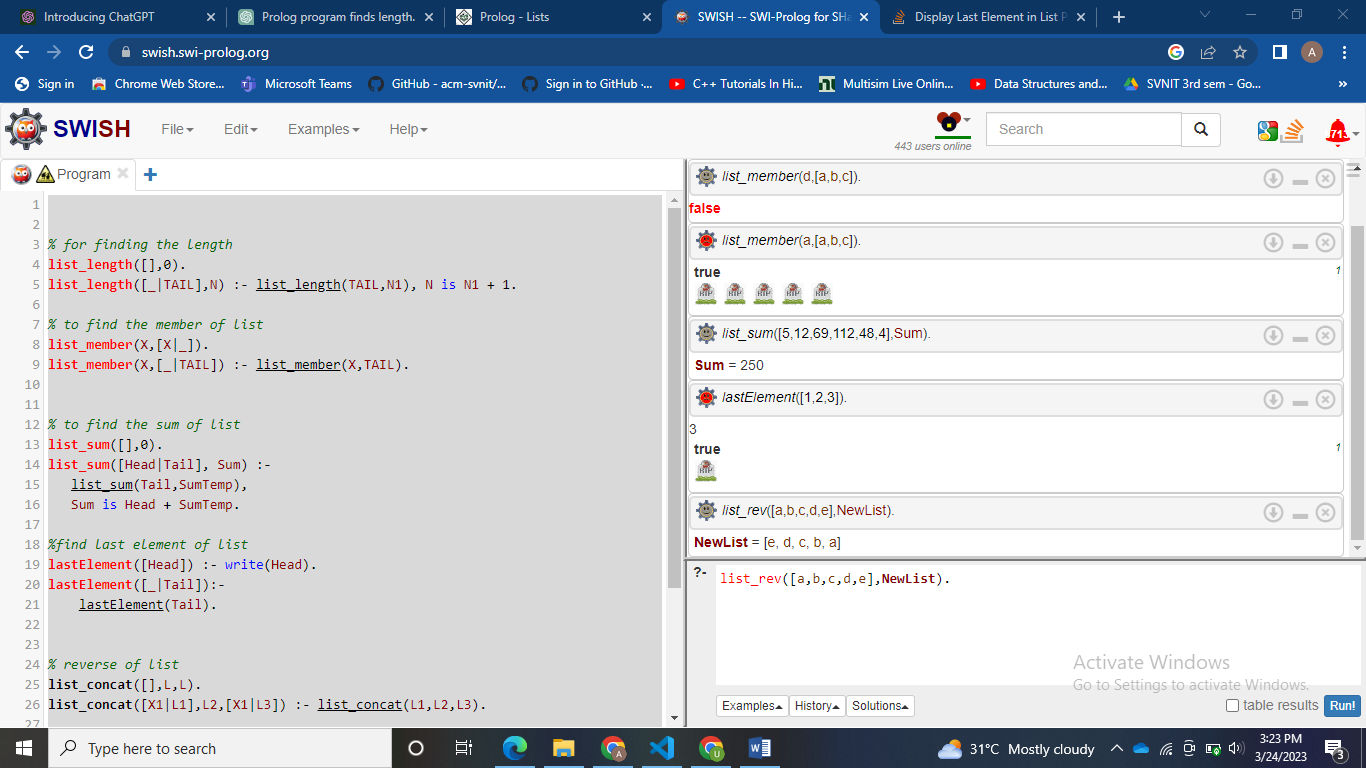 Introducing ChatGPT
Prolog program finds length.
Prolog - Lists
SWISH -- SWI-Prolog for SHa
Display Last Element in List P
swish.swi-prolog.org
A
Sign in
Chrome Web Store...
Microsoft Teams
GitHub - acm-svnit/...
Sign in to GitHub ·...
C++ Tutorials In Hi...
Multisim Live Onlin...
Data Structures and...
SVNIT 3rd sem - Go...
»
SWISH
File
Edit
Examples
Help
443 users online
Search
Program
1
2
3 % for finding the length
4 list_length([],0).
5 list_length([_|TAIL],N) :- list_length(TAIL,N1), N is N1 + 1.
6
7 % to find the member of list
8 list_member(X,[X|_]).
9 list_member(X,[_|TAIL]) :- list_member(X,TAIL).
10
11
12 % to find the sum of list
13 list_sum([],0).
14 list_sum([Head|Tail], Sum) :-
15 list_sum(Tail,SumTemp),
16 Sum is Head + SumTemp.
17
18 %find last element of list
19 lastElement([Head]) :- write(Head).
20 lastElement([_|Tail]):-
21 lastElement(Tail).
22
23
24 % reverse of list
25 list_concat([],L,L).
26 list_concat([X1|L1],L2,[X1|L3]) :- list_concat(L1,L2,L3).
27
list_member(d,[a,b,c]).
false
list_member(a,[a,b,c]).
true
1
RIP RIP RIP RIP RIP
list_sum([5,12,69,112,48,4],Sum).
Sum = 250
lastElement([1,2,3]).
3
true
1
RIP
list_rev([a,b,c,d,e],NewList).
NewList = [e, d, c, b, a]
?- list_rev([a,b,c,d,e],NewList).
Activate Windows
Go to Settings to activate Windows.
Examples
History
Solutions
table results
Run!
Type here to search
31°C Mostly cloudy
3:23 PM
3/24/2023
3